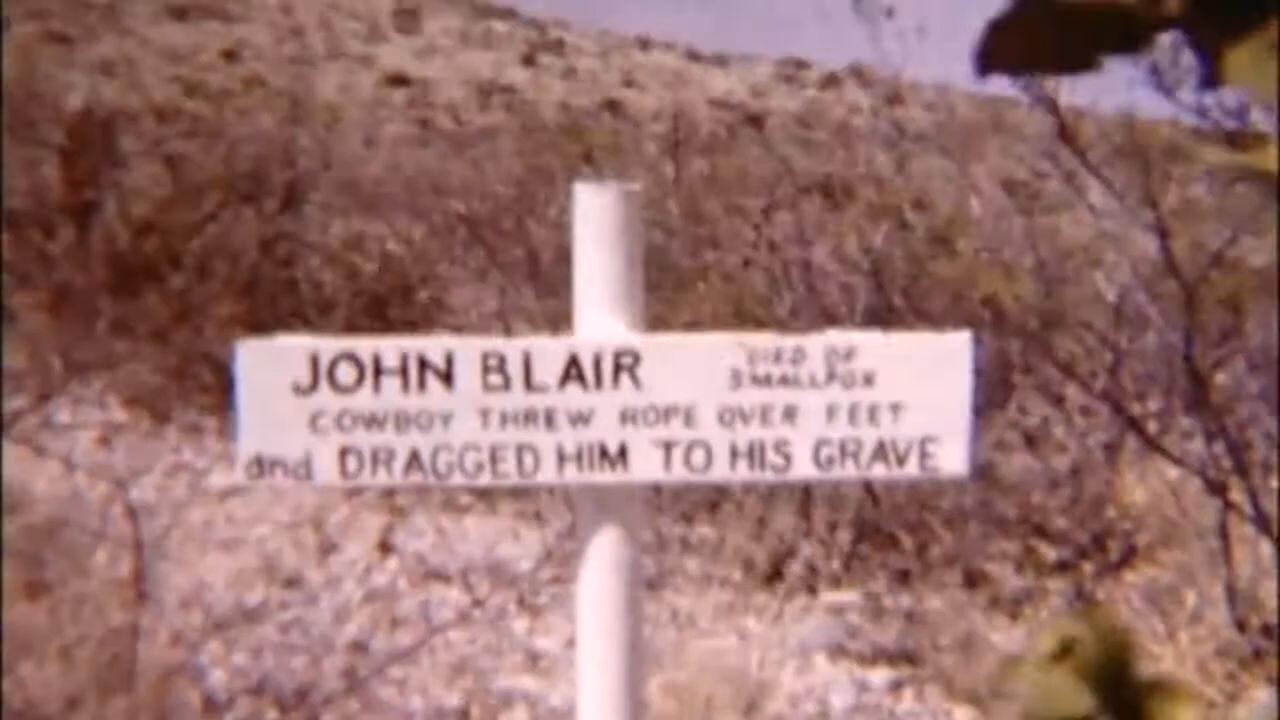 JOHN BLAIR DIED OF
SMALLPOX
COWBOY THREW ROPE OVER FEET
and DRAGGED HIM TO HIS GRAVE